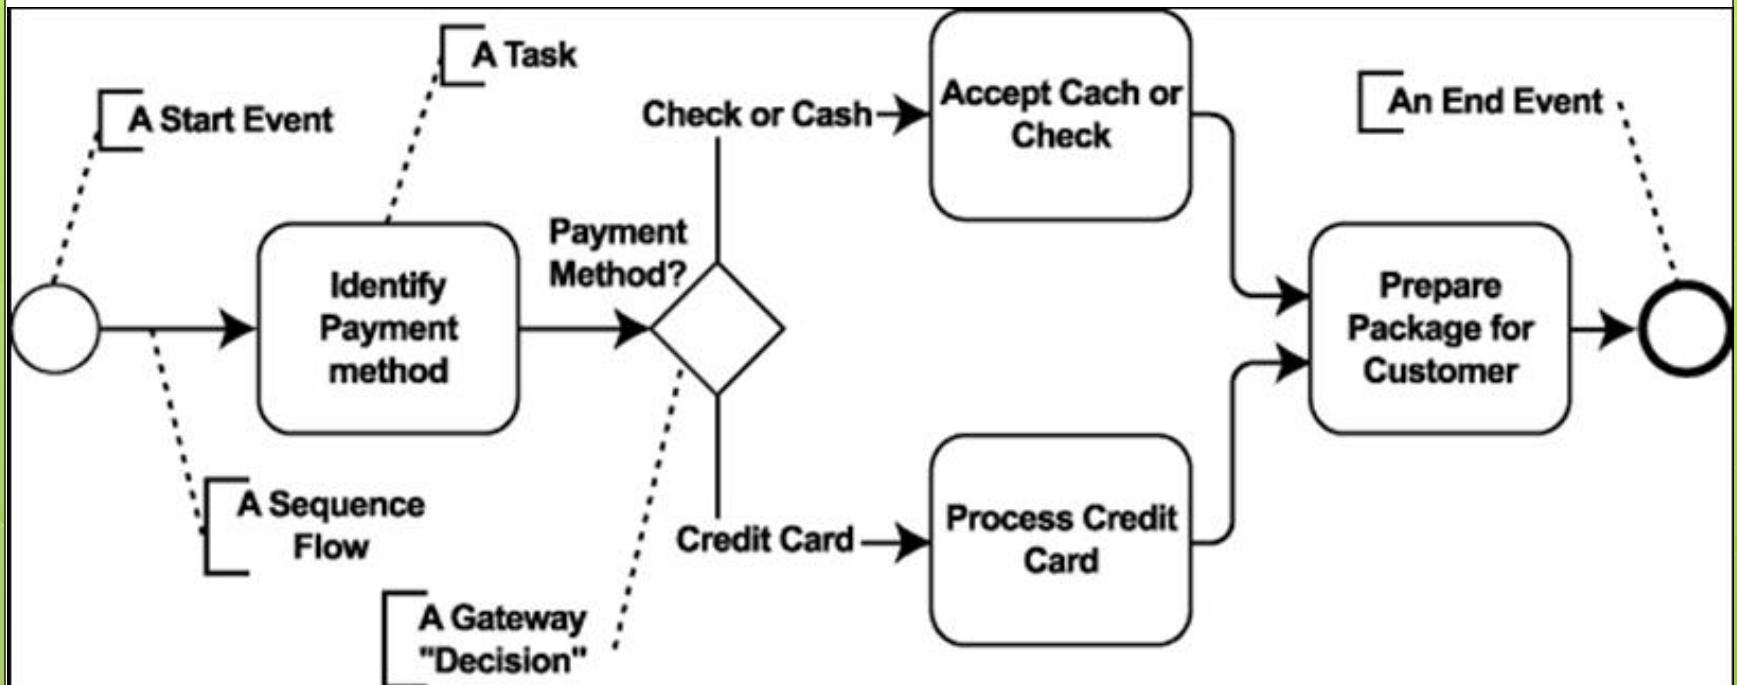 A Task
A Start Event
Check or Cash
Accept Cach or
Check
An End Event
Payment
Method?
Identify
Payment
method
Prepare
Package for
Customer
A Sequence
Flow
Credit Card
Process Credit
Card
A Gateway
"Decision"